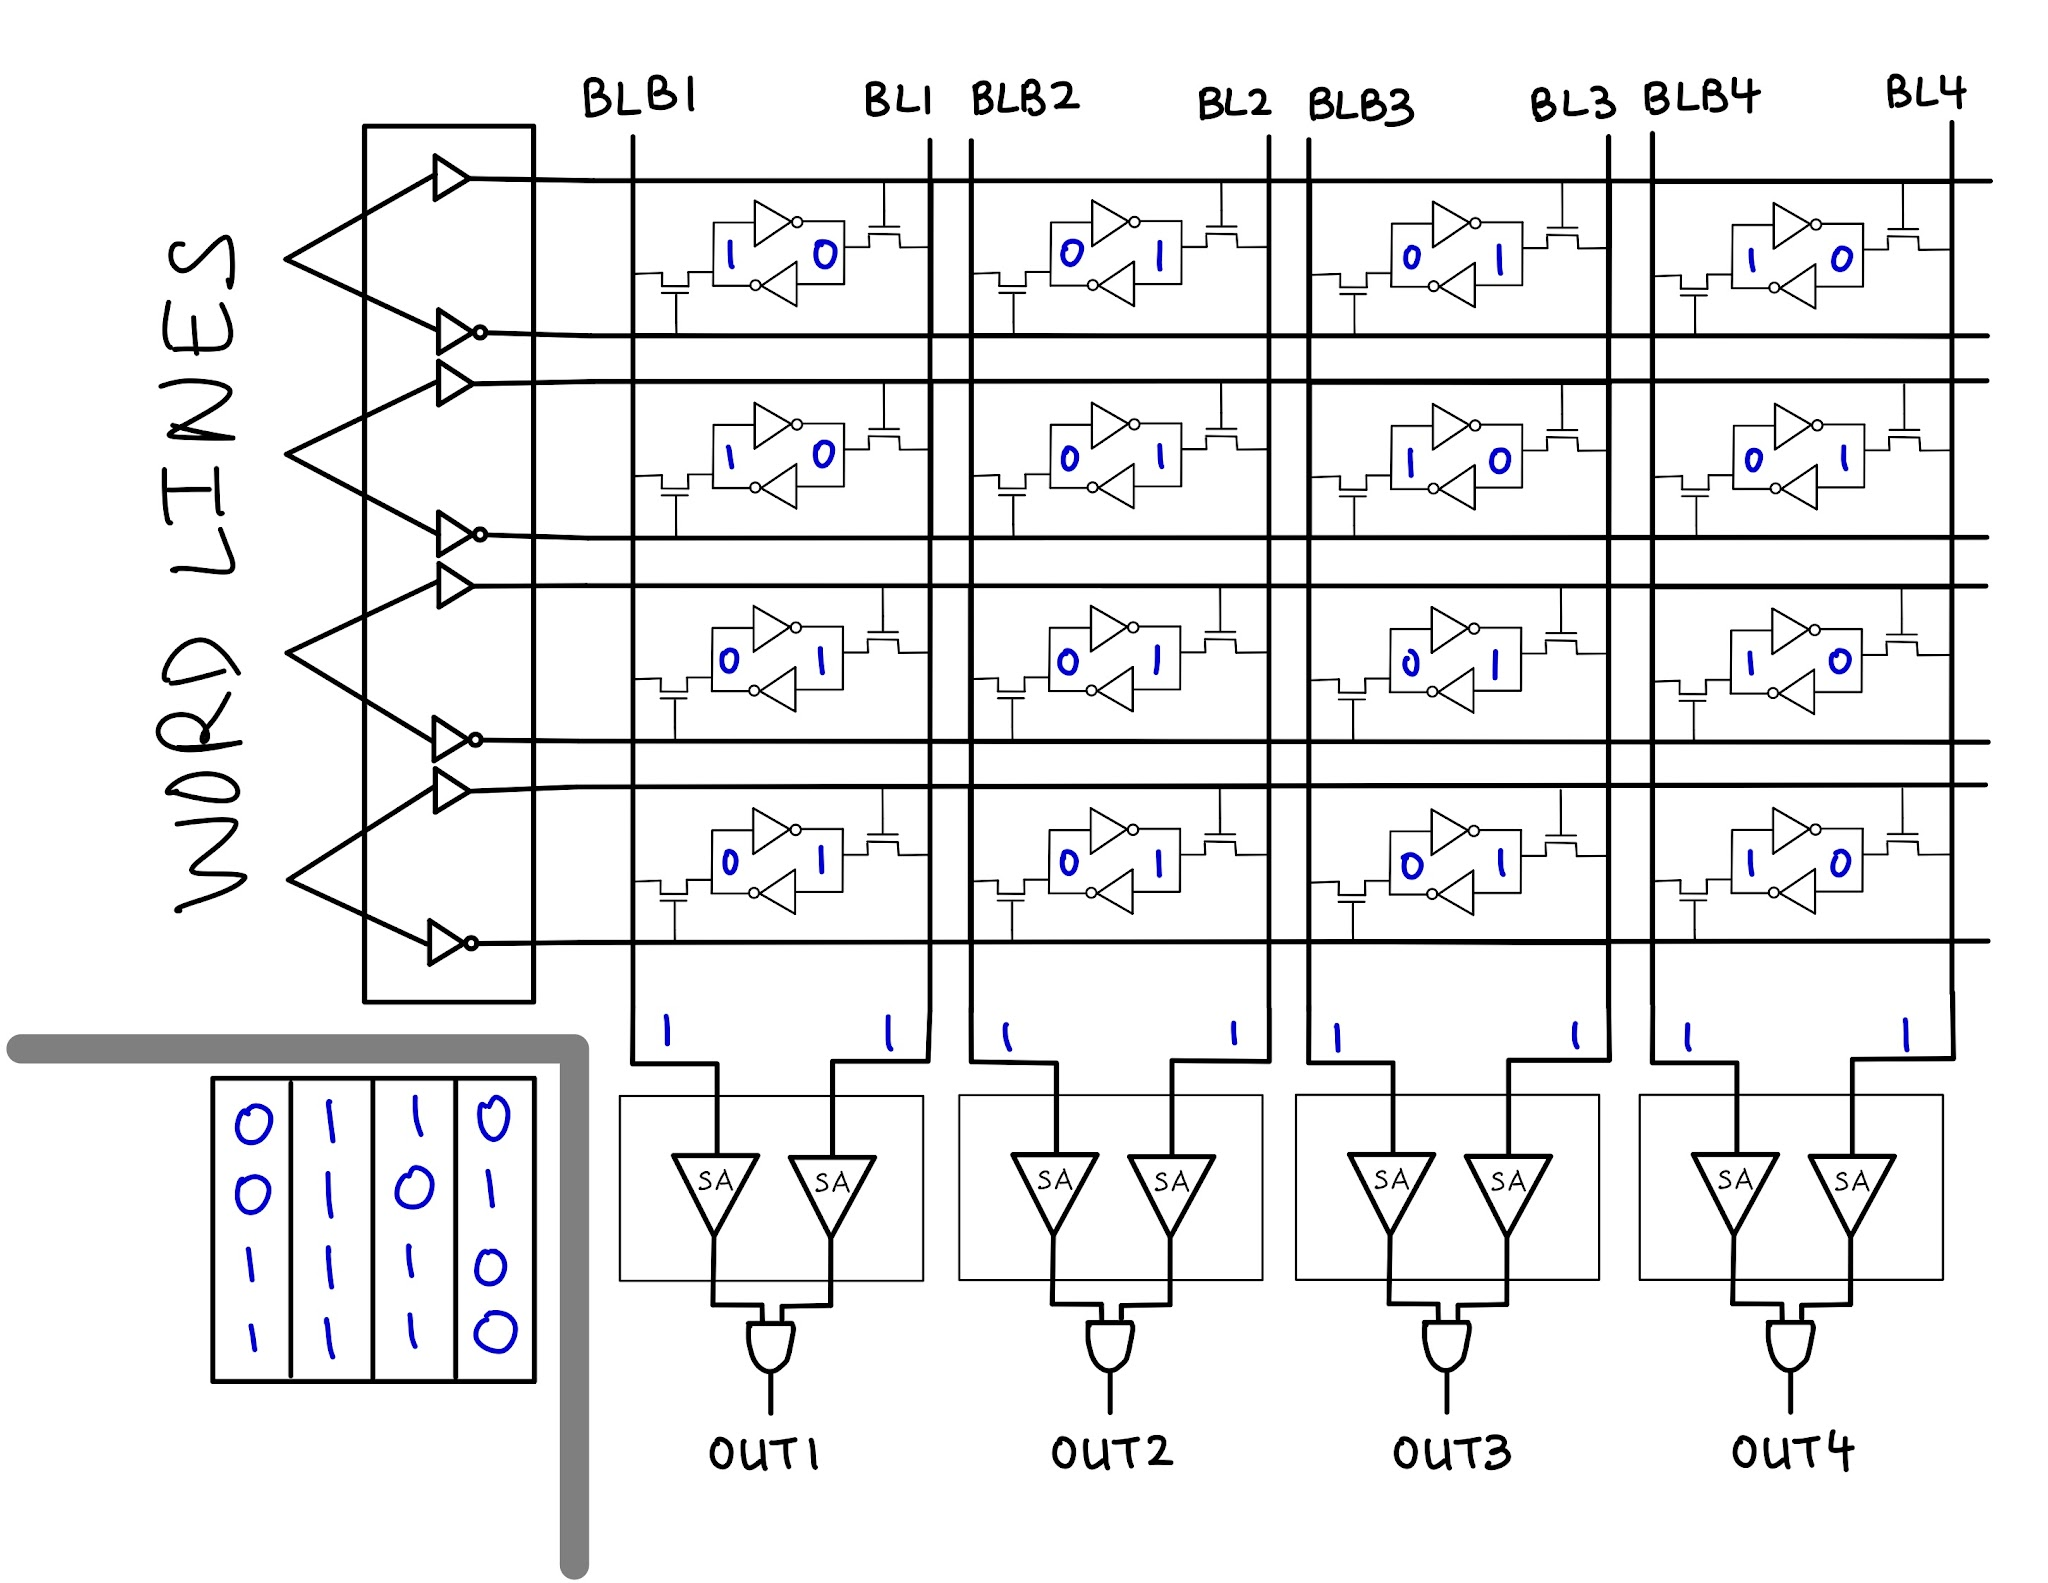 BLB1 BL1 BLB2 BL2 BLB3 BL3 BLB4 BL4
WORD LINES
1 0 0 1 0 1 1 0
1 0 0 1 1 0 0 1
0 1 0 1 0 1 1 0
0 1 0 1 0 1 1 0
1 1 1 1 1 1 1 1
0 1 1 0
0 1 0 1
1 1 1 0
1 1 1 0
SA SA SA SA SA SA SA SA
OUT1 OUT2 OUT3 OUT4